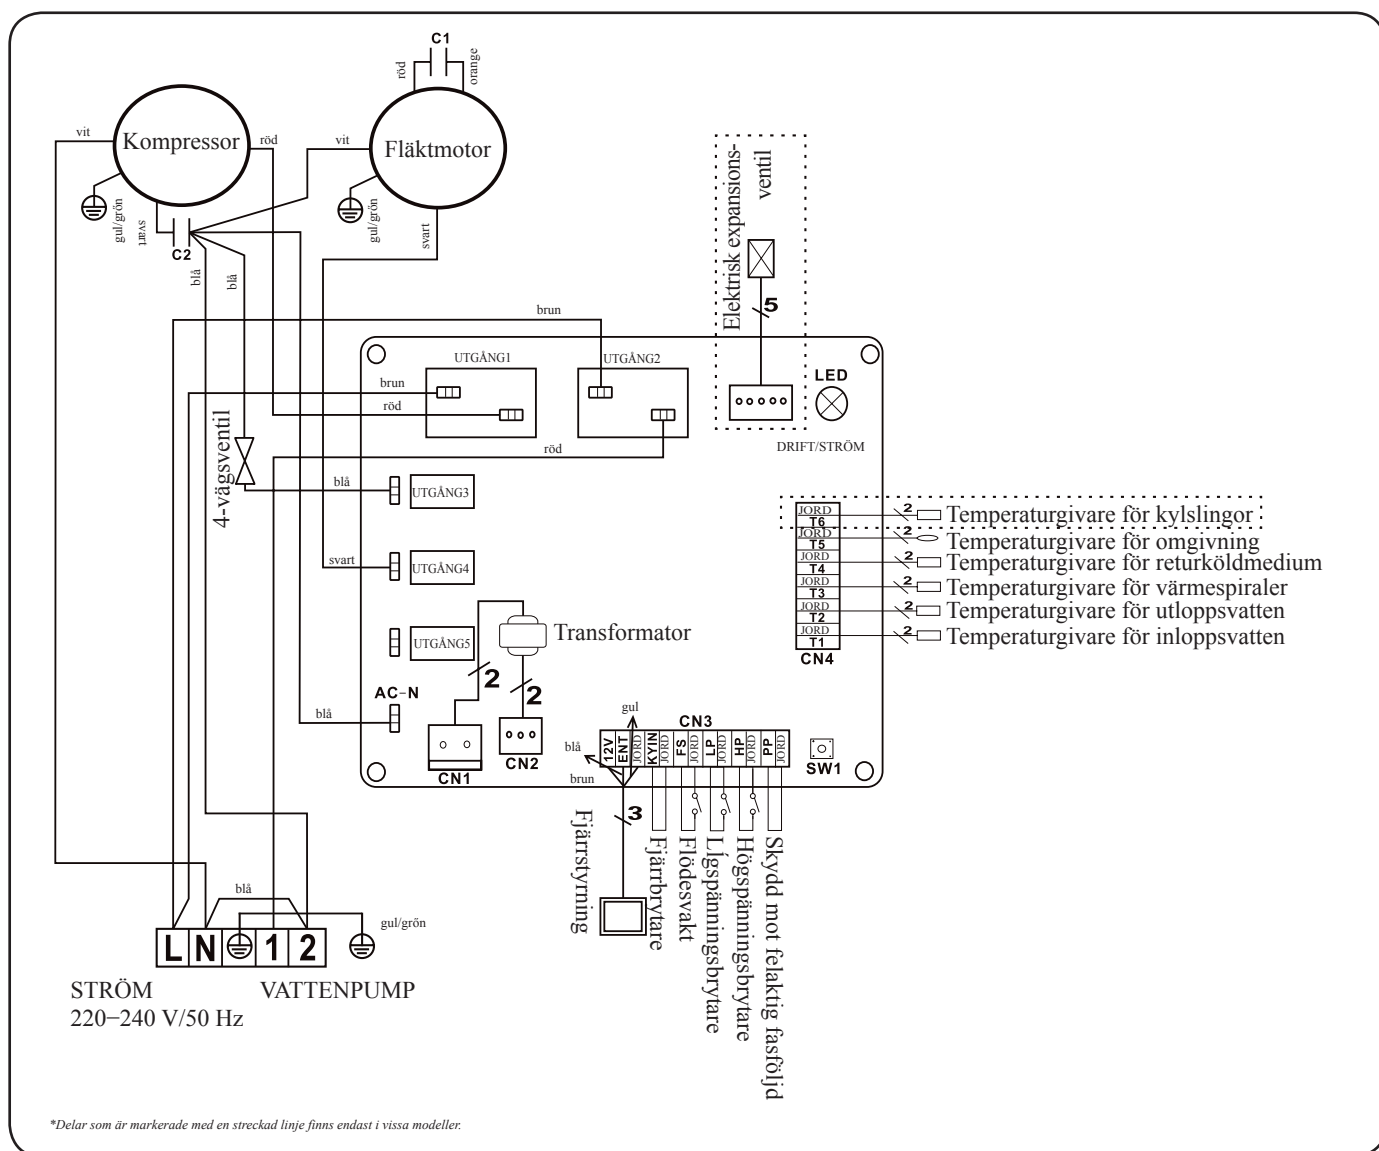 C1
röd
orange
vit
Kompressor
röd
vit
Fläktmotor
gul/grön
svart
C2
gul/grön
svart
blå
blå
Elektrisk expansions-
ventil
5
brun
UTGÅNG1
UTGÅNG2
LED
brun
röd
DRIFT/STRÖM
röd
4-vägsventil
blå
UTGÅNG3
svart
UTGÅNG4
UTGÅNG5
Transformator
2
2
AC-N
blå
CN1
CN2
JORD
T6
2
Temperaturgivare för kylslingor
JORD
T5
2
Temperaturgivare för omgivning
JORD
T4
2
Temperaturgivare för returköldmedium
JORD
T3
2
Temperaturgivare för värmespiraler
JORD
T2
2
Temperaturgivare för utloppsvatten
JORD
T1
2
Temperaturgivare för inloppsvatten
CN4
gul
CN3
blå
brun
12V
ENT
JORD
KYIN
JORD
FS
JORD
LP
JORD
HP
JORD
PP
JORD
SW1
3
Fjärrstyrning
Fjärrbrytare
Flödesvakt
LÍgspänningsbrytare
Högspänningsbrytare
Skydd mot felaktig fasföljd
blå
gul/grön
L N 1 2
STRÖM
VATTENPUMP
220–240 V/50 Hz
*Delar som är markerade med en streckad linje finns endast i vissa modeller.